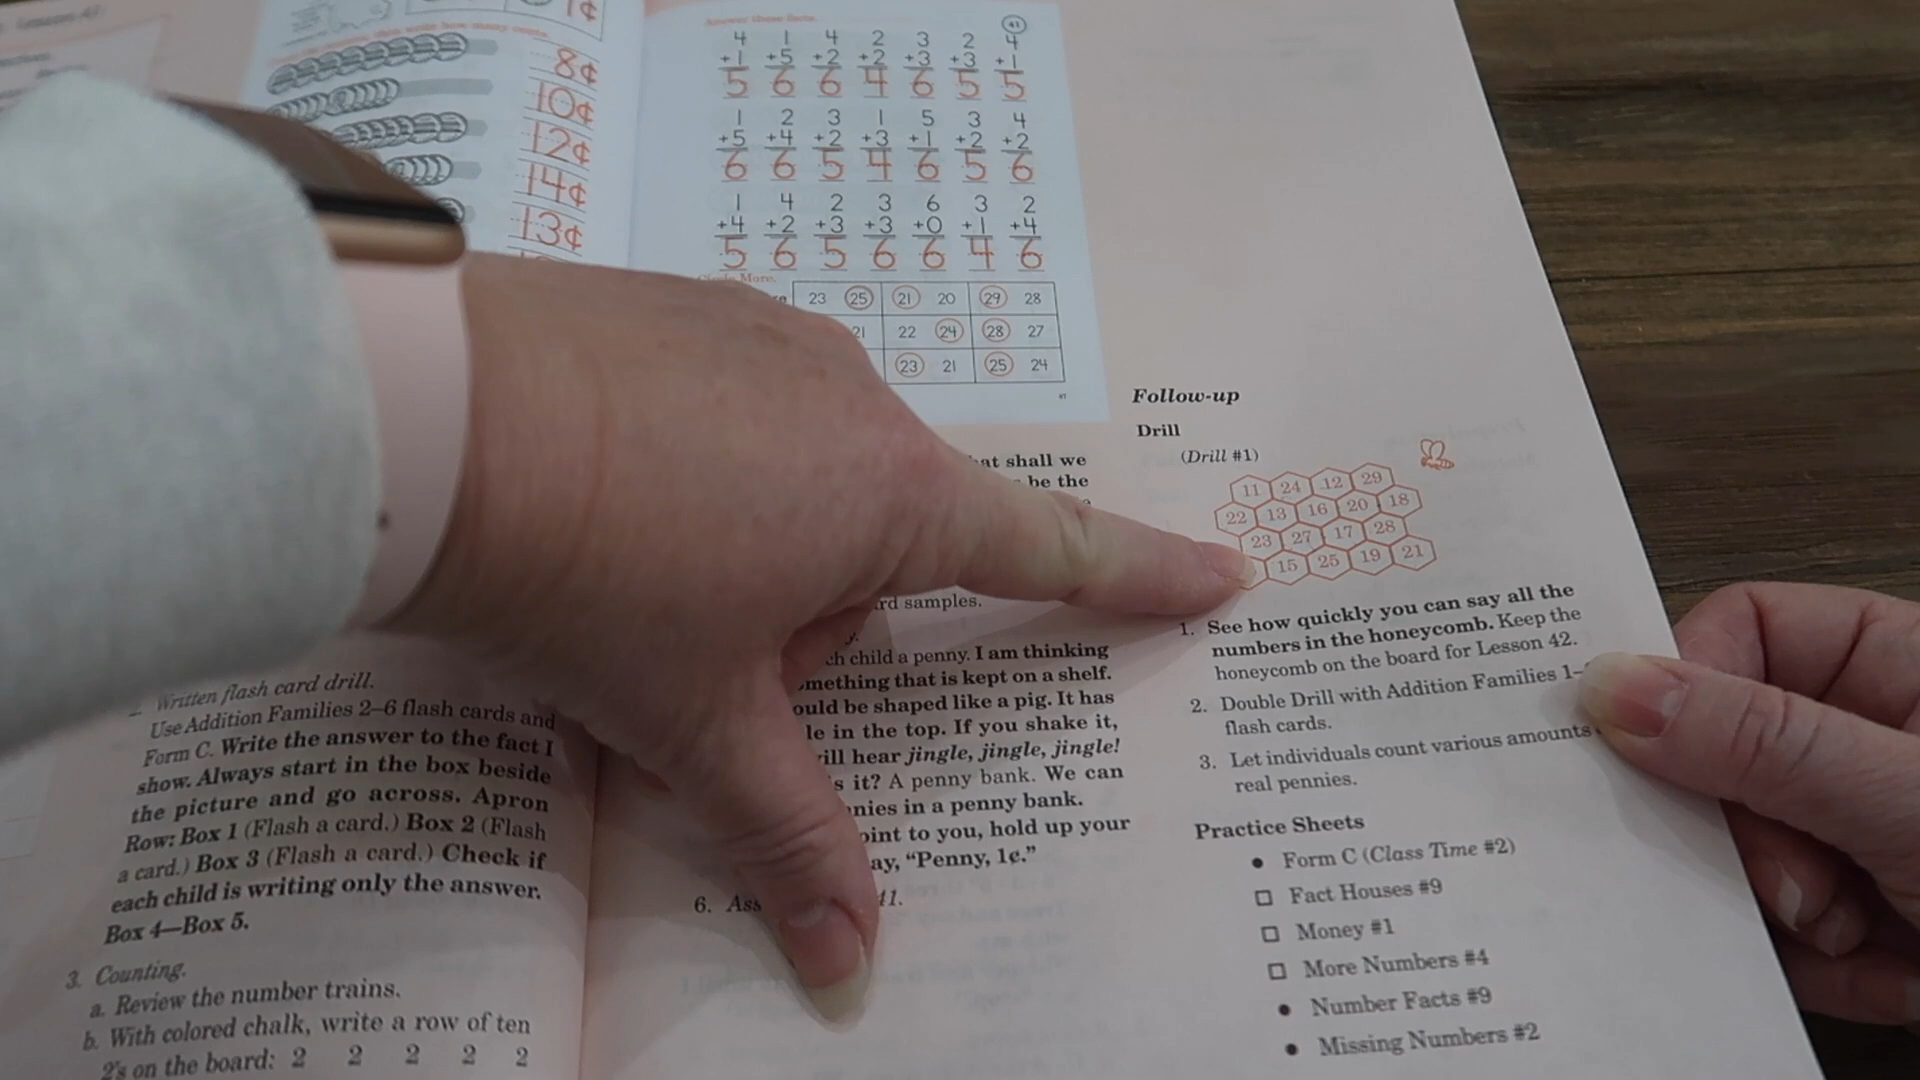 1¢
8¢
10¢
12¢
14¢
13¢
Answer these facts.
41
4 1 4 2 3 2 4
+1 +5 +2 +2 +3 +3 +1
5 6 6 4 6 5 5
1 2 3 1 5 3 4
+5 +4 +2 +3 +1 +2 +2
6 6 5 4 6 5 6
1 4 2 3 6 3 2
+4 +2 +3 +3 +0 +1 +4
5 6 5 6 6 4 6
More.
23 25 21 20 29 28
21 22 24 28 27
23 21 25 24
shall we
be the
samples.
child a penny. I am thinking
that is kept on a shelf.
be shaped like a pig. It has
in the top. If you shake it,
hear jingle, jingle, jingle!
it? A penny bank. We can
in a penny bank.
to you, hold up your
"Penny, 1¢."
6.
Written flash card drill.
Use Addition Families 2–6 flash cards and
Form C. Write the answer to the fact I
show. Always start in the box beside
the picture and go across. Apron
Row: Box 1 (Flash a card.) Box 2 (Flash
a card.) Box 3 (Flash a card.) Check if
each child is writing only the answer.
Box 4—Box 5.
3. Counting.
a. Review the number trains.
b. With colored chalk, write a row of ten
2's on the board: 2 2 2 2 2
Follow-up
Drill
(Drill #1)
11 24 12 29
22 13 16 20 18
23 27 17 28
15 25 19 21
1. See how quickly you can say all the
numbers in the honeycomb. Keep the
honeycomb on the board for Lesson 42.
2. Double Drill with Addition Families 1–
flash cards.
3. Let individuals count various amounts
real pennies.
Practice Sheets
• Form C (Class Time #2)
□ Fact Houses #9
□ Money #1
□ More Numbers #4
• Number Facts #9
• Missing Numbers #2